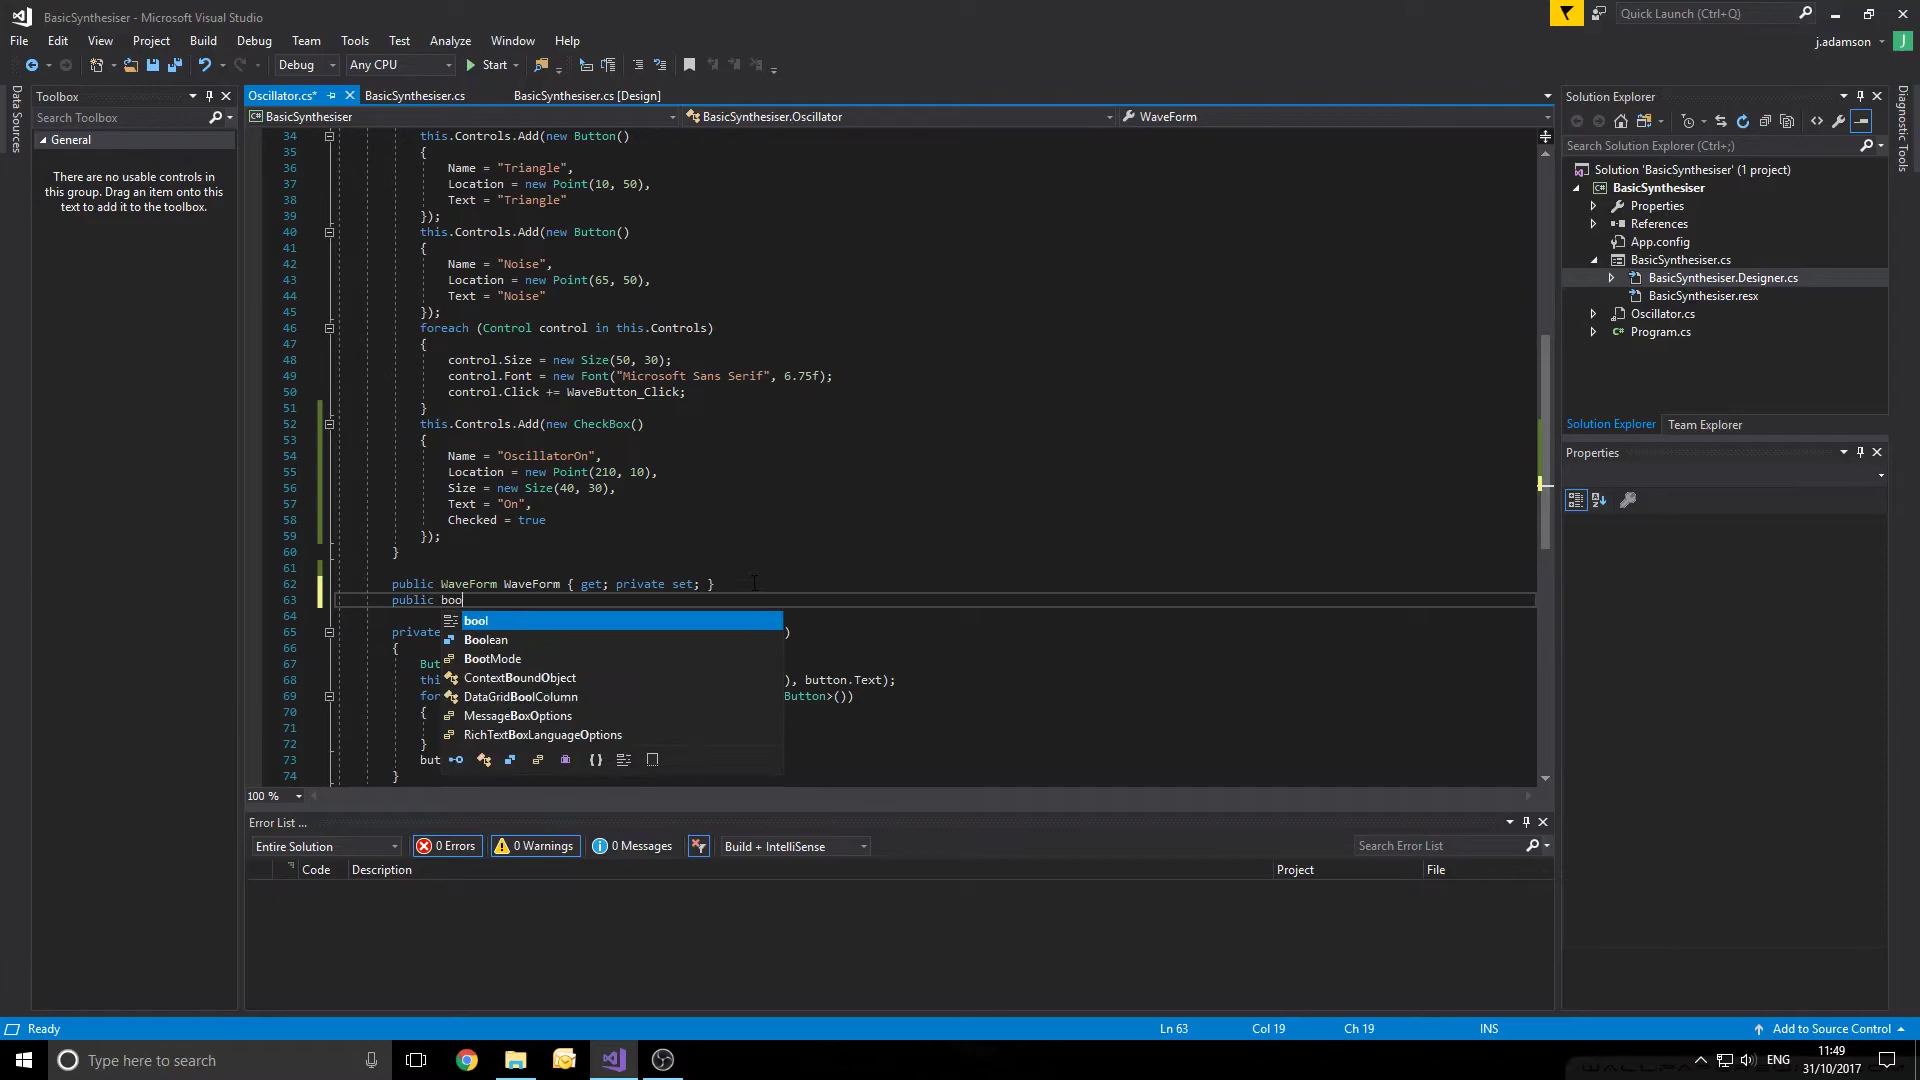 BasicSynthesiser - Microsoft Visual Studio
Quick Launch (Ctrl+Q)
File Edit View Project Build Debug Team Tools Test Analyze Window Help
j.adamson J
Debug Any CPU Start
Data Sources
Toolbox
Search Toolbox
General
There are no usable controls in
this group. Drag an item onto this
text to add it to the toolbox.
Oscillator.cs* BasicSynthesiser.cs BasicSynthesiser.cs [Design]
BasicSynthesiser BasicSynthesiser.Oscillator WaveForm
34 this.Controls.Add(new Button()
35 {
36 Name = "Triangle",
37 Location = new Point(10, 50),
38 Text = "Triangle"
39 });
40 this.Controls.Add(new Button()
41 {
42 Name = "Noise",
43 Location = new Point(65, 50),
44 Text = "Noise"
45 });
46 foreach (Control control in this.Controls)
47 {
48 control.Size = new Size(50, 30);
49 control.Font = new Font("Microsoft Sans Serif", 6.75f);
50 control.Click += WaveButton_Click;
51 }
52 this.Controls.Add(new CheckBox()
53 {
54 Name = "OscillatorOn",
55 Location = new Point(210, 10),
56 Size = new Size(40, 30),
57 Text = "On",
58 Checked = true
59 });
60 }
61
62 public WaveForm WaveForm { get; private set; }
63 public boo
64
65 private )
66 {
67 But
68 thi ), button.Text);
69 for Button>())
70 {
71
72 }
73 but
74 }
bool
Boolean
BootMode
ContextBoundObject
DataGridBoolColumn
MessageBoxOptions
RichTextBoxLanguageOptions
100 %
Error List ...
Entire Solution 0 Errors 0 Warnings 0 Messages Build + IntelliSense Search Error List
Code Description Project File
Solution Explorer
Search Solution Explorer (Ctrl+;)
Solution 'BasicSynthesiser' (1 project)
BasicSynthesiser
Properties
References
App.config
BasicSynthesiser.cs
BasicSynthesiser.Designer.cs
BasicSynthesiser.resx
Oscillator.cs
Program.cs
Solution Explorer Team Explorer
Properties
Diagnostic Tools
Ready Ln 63 Col 19 Ch 19 INS Add to Source Control
Type here to search
ENG
11:49
31/10/2017